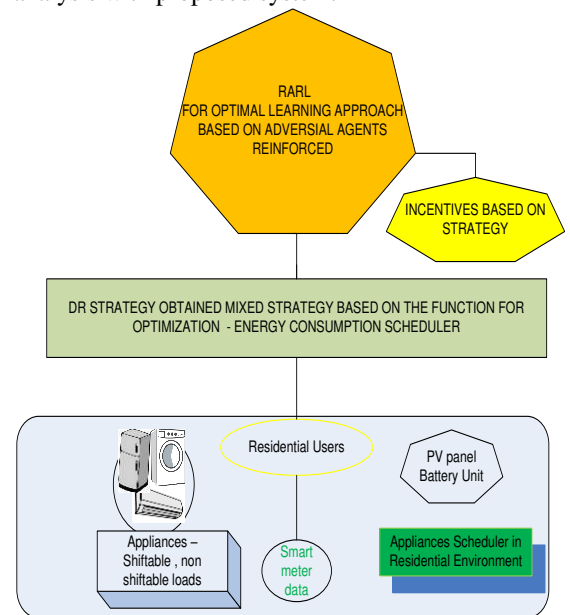 RARL
FOR OPTIMAL LEARNING APPROACH
BASED ON ADVERSIAL AGENTS
REINFORCED
INCENTIVES BASED ON
STRATEGY
DR STRATEGY OBTAINED MIXED STRATEGY BASED ON THE FUNCTION FOR
OPTIMIZATION - ENERGY CONSUMPTION SCHEDULER
Residential Users
PV panel
Battery Unit
Appliances –
Shiftable , non
shiftable loads
Smart
meter
data
Appliances Scheduler in
Residential Environment